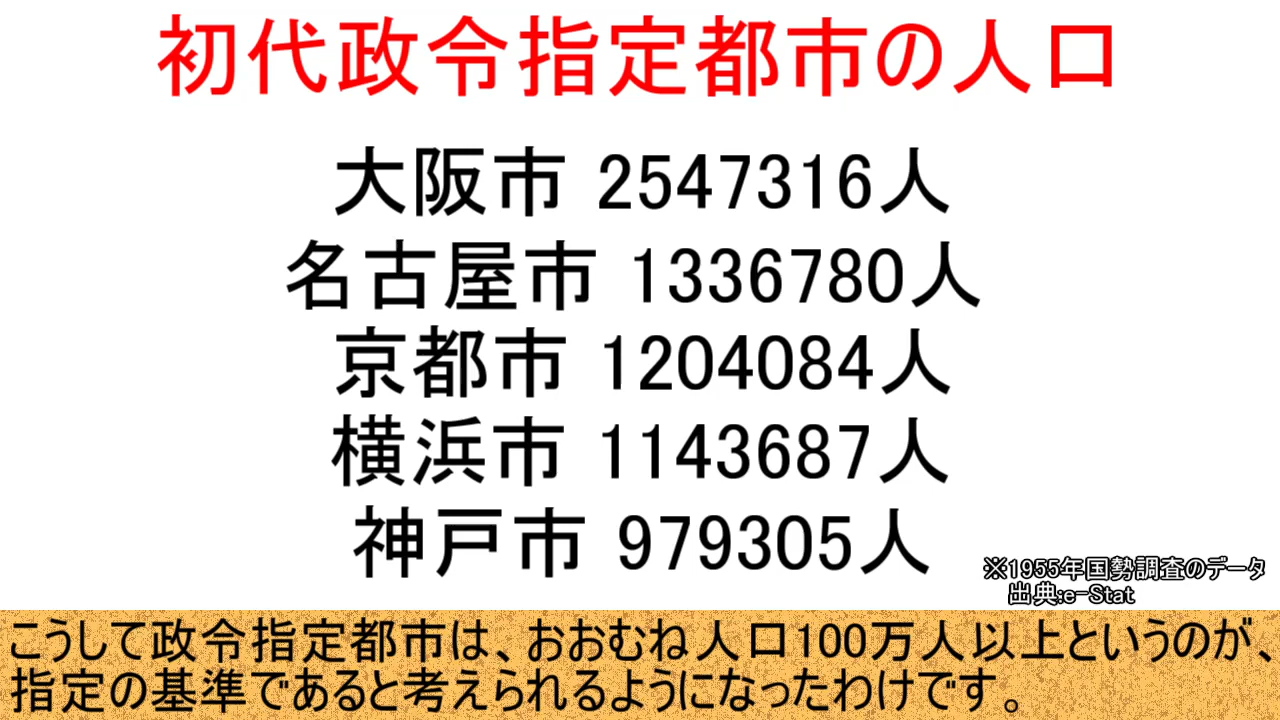 初代政令指定都市の人口
大阪市 2547316人
名古屋市 1336780人
京都市 1204084人
横浜市 1143687人
神戸市 979305人
※1955年国勢調査のデータ
出典:e-Stat
こうして政令指定都市は、おおむね人口100万人以上というのが、
指定の基準であると考えられるようになったわけです。